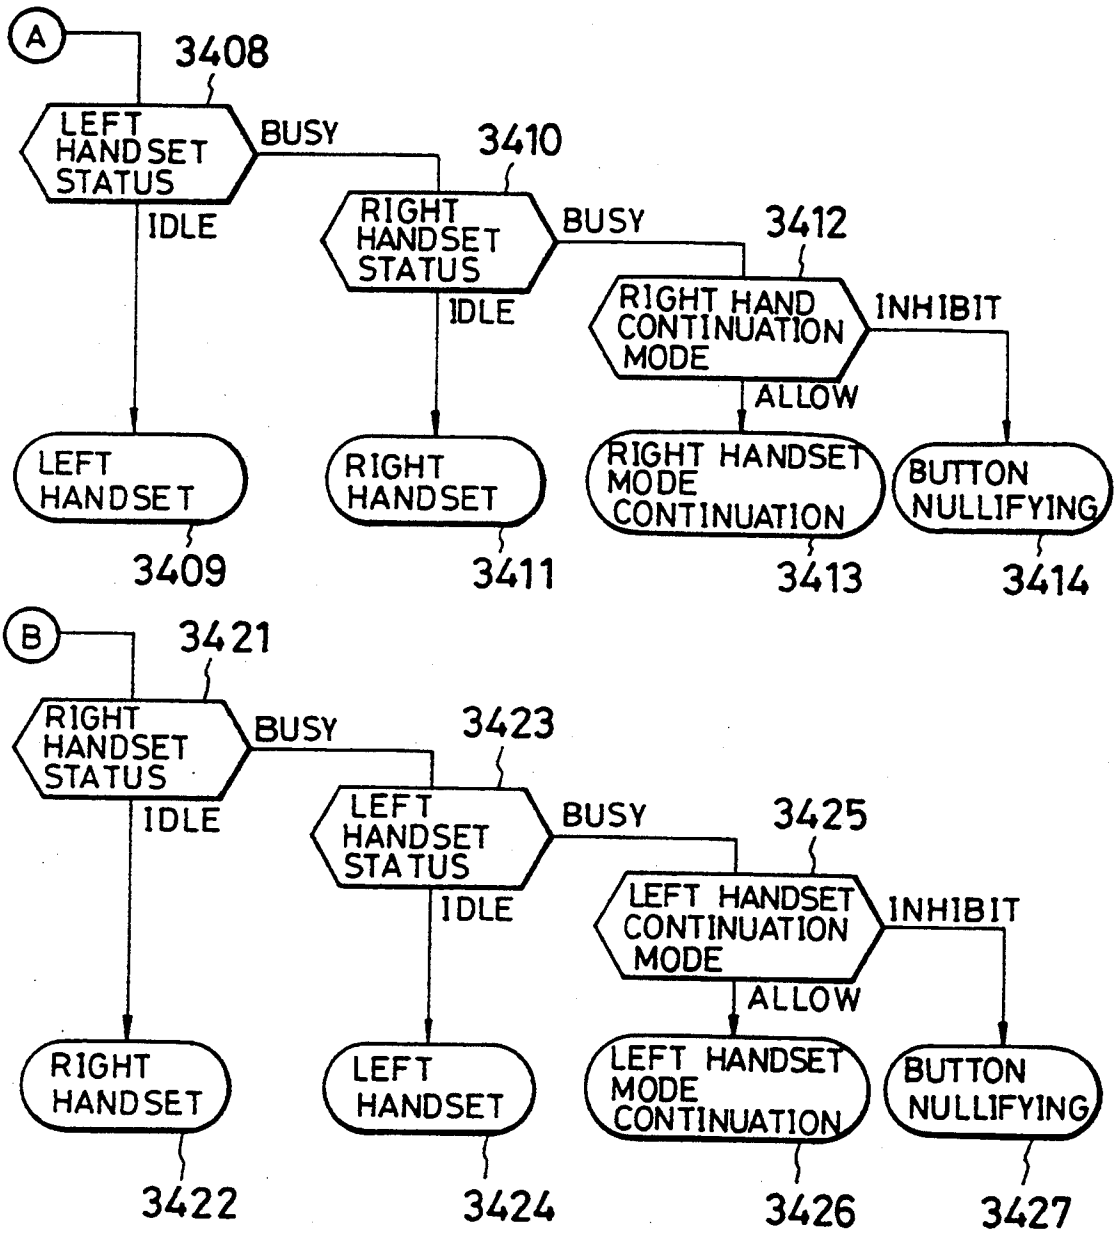 A
3408
LEFT
HANDSET
STATUS
BUSY
IDLE
3410
RIGHT
HANDSET
STATUS
BUSY
IDLE
3412
RIGHT HAND
CONTINUATION
MODE
INHIBIT
ALLOW
LEFT
HANDSET
3409
RIGHT
HANDSET
3411
RIGHT HANDSET
MODE
CONTINUATION
3413
BUTTON
NULLIFYING
3414
B
3421
RIGHT
HANDSET
STATUS
BUSY
IDLE
3423
LEFT
HANDSET
STATUS
BUSY
IDLE
3425
LEFT HANDSET
CONTINUATION
MODE
INHIBIT
ALLOW
RIGHT
HANDSET
3422
LEFT
HANDSET
3424
LEFT HANDSET
MODE
CONTINUATION
3426
BUTTON
NULLIFYING
3427